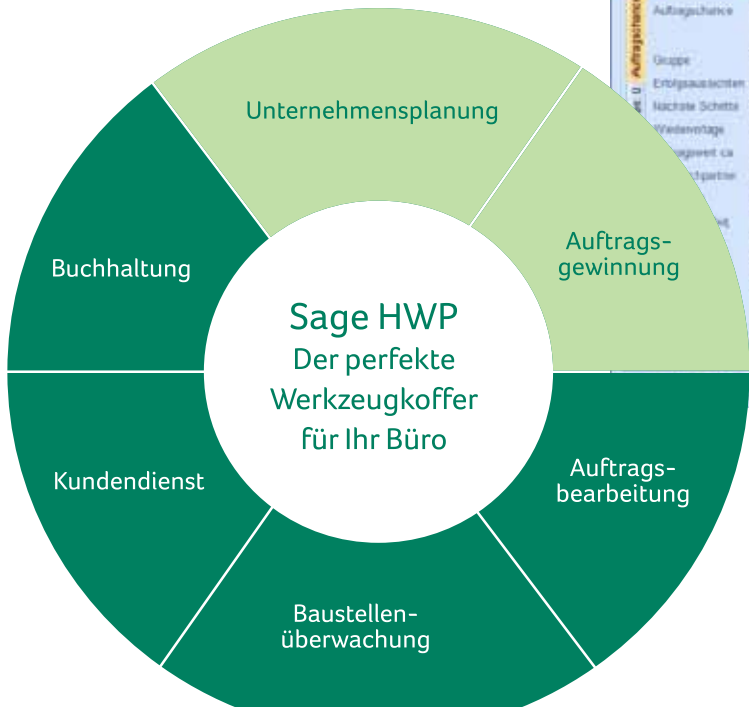 Unternehmensplanung
Auftrags-
gewinnung
Buchhaltung
Sage HWP
Der perfekte
Werkzeugkoffer
für Ihr Büro
Kundendienst
Auftrags-
bearbeitung
Baustellen-
überwachung
Auftragschance
Auftragschance
Gruppe
Erfolgsaussichten
Nächste Schritte